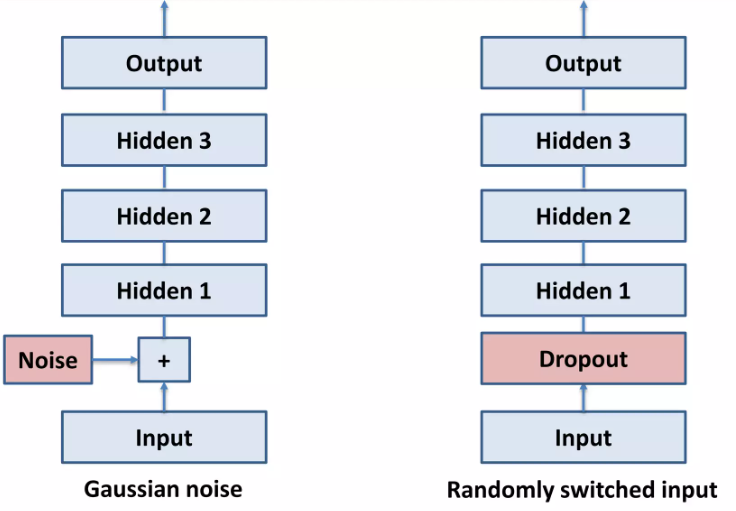 Output
Hidden 3
Hidden 2
Hidden 1
Noise
+
Input
Gaussian noise
Output
Hidden 3
Hidden 2
Hidden 1
Dropout
Input
Randomly switched input